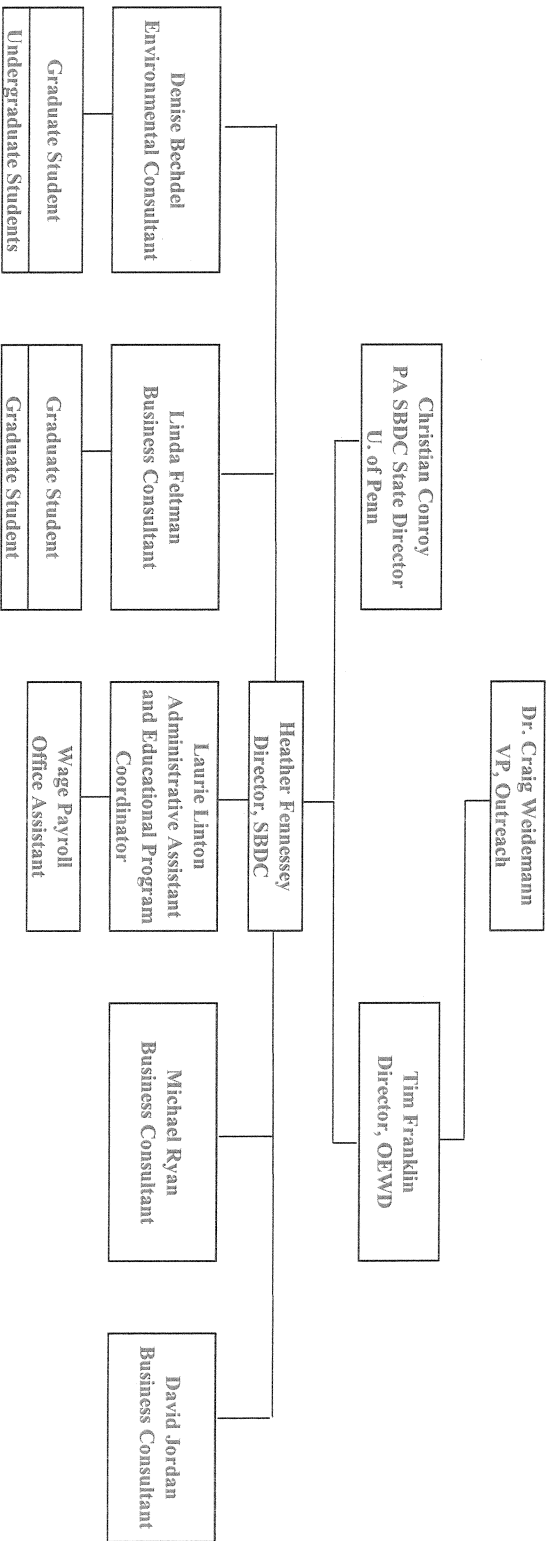 Dr. Craig Weidemann
VP, Outreach
Christian Conroy
PA SBDC State Director
U. of Penn
Tim Franklin
Director, OEWD
Heather Fennessey
Director, SBDC
Denise Bechdel
Environmental Consultant
Linda Feltman
Business Consultant
Laurie Linton
Administrative Assistant
and Educational Program
Coordinator
Michael Ryan
Business Consultant
David Jordan
Business Consultant
Graduate Student
Undergraduate Students
Graduate Student
Graduate Student
Wage Payroll
Office Assistant